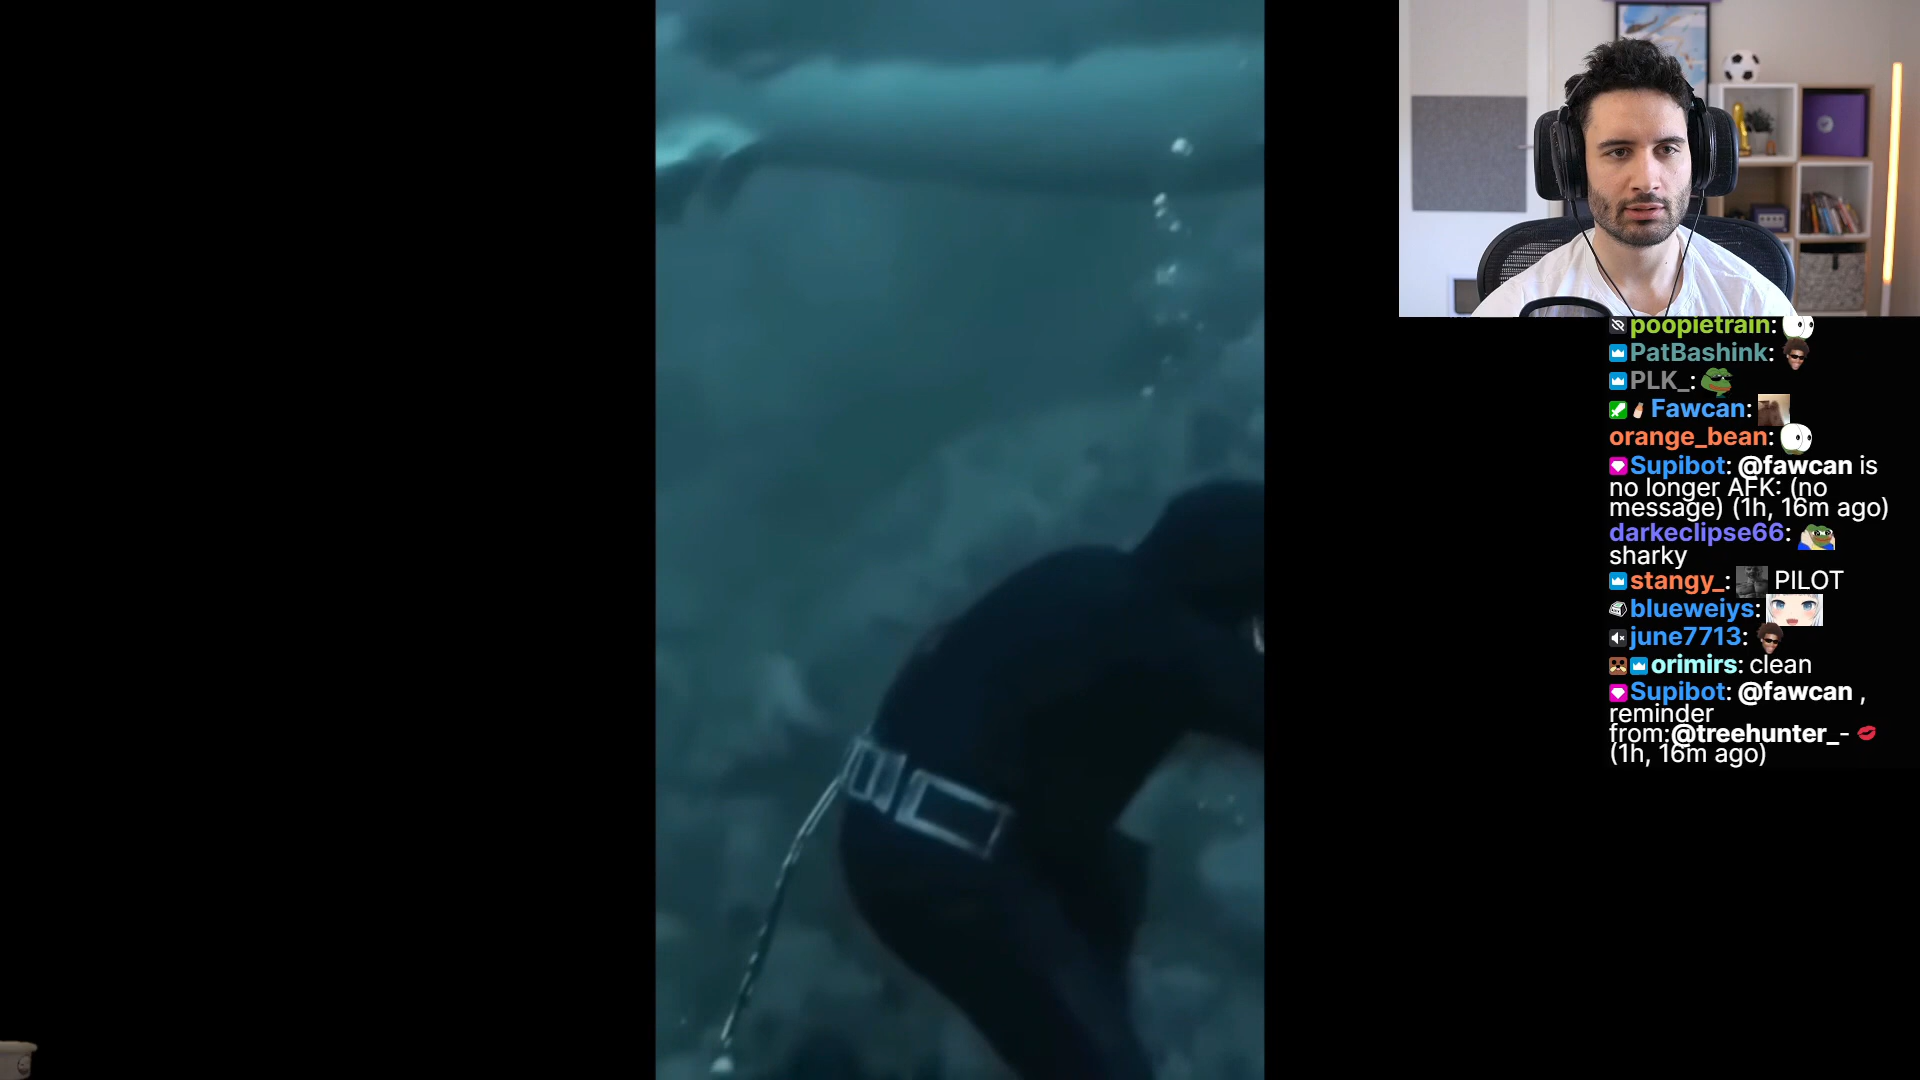 poopietrain:
PatBashink:
PLK_:
Fawcan:
orange_bean:
Supibot: @fawcan is
no longer AFK: (no
message) (1h, 16m ago)
darkeclipse66:
sharky
stangy_: PILOT
blueweiys:
june7713:
orimirs: clean
Supibot: @fawcan ,
reminder
from:@treehunter_-
(1h, 16m ago)